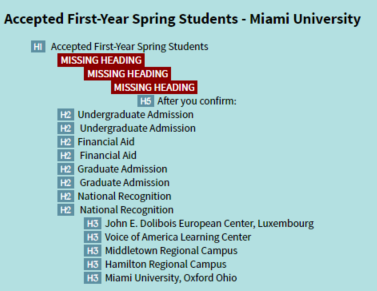 Accepted First-Year Spring Students - Miami University
H1 Accepted First-Year Spring Students
MISSING HEADING
MISSING HEADING
MISSING HEADING
H5 After you confirm:
H2 Undergraduate Admission
H2 Undergraduate Admission
H2 Financial Aid
H2 Financial Aid
H2 Graduate Admission
H2 Graduate Admission
H2 National Recognition
H2 National Recognition
H3 John E. Dolibois European Center, Luxembourg
H3 Voice of America Learning Center
H3 Middletown Regional Campus
H3 Hamilton Regional Campus
H3 Miami University, Oxford Ohio